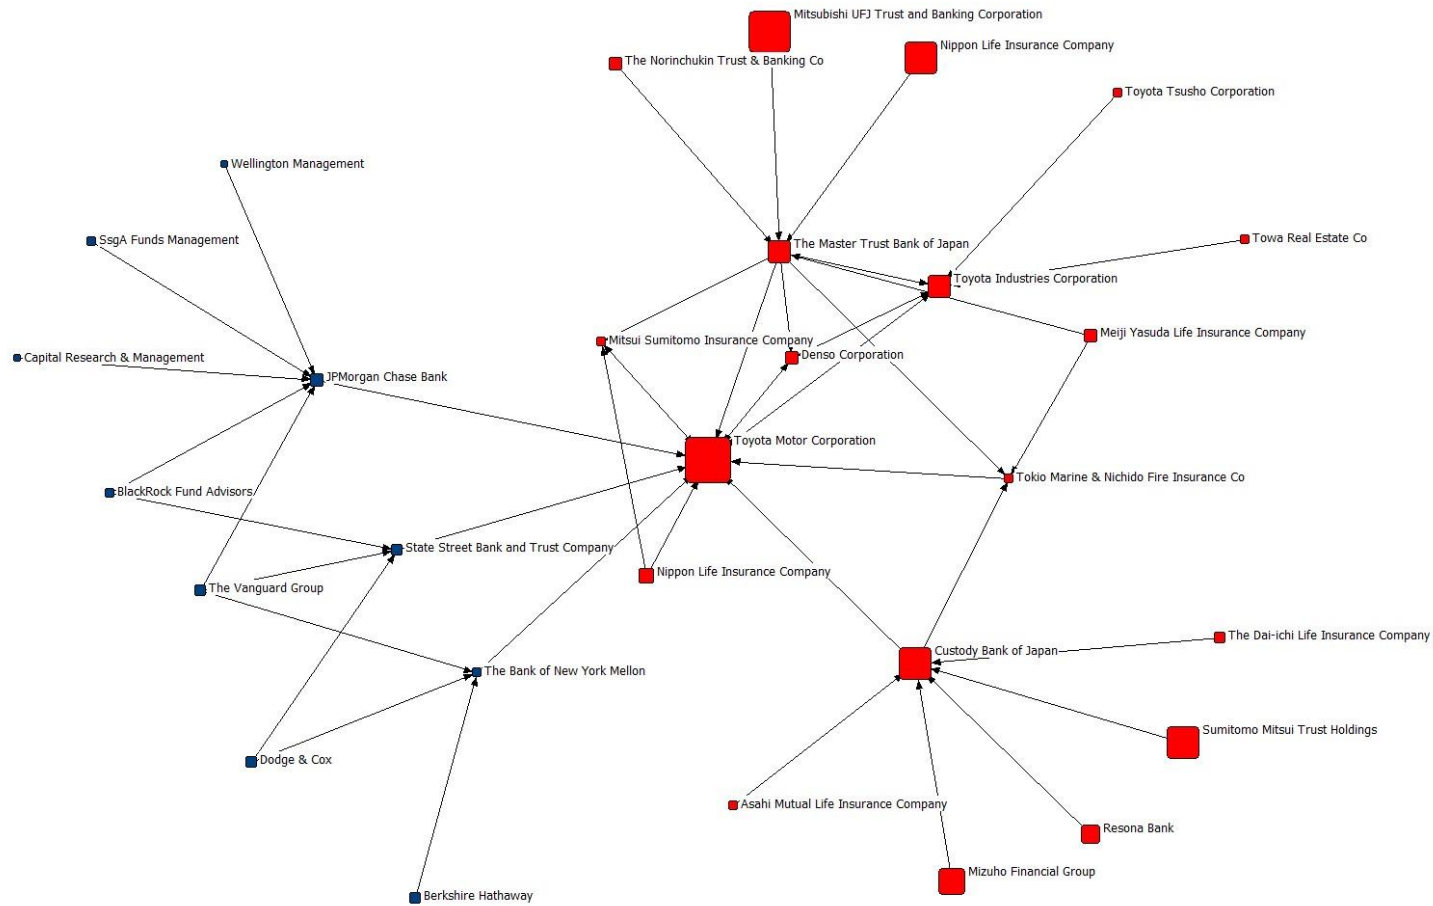 Mitsubishi UFJ Trust and Banking Corporation
Nippon Life Insurance Company
The Norinchukin Trust & Banking Co
Toyota Tsusho Corporation
Wellington Management
SsgA Funds Management
The Master Trust Bank of Japan
Towa Real Estate Co
Toyota Industries Corporation
Meiji Yasuda Life Insurance Company
Mitsui Sumitomo Insurance Company
Denso Corporation
Capital Research & Management
JPMorgan Chase Bank
Toyota Motor Corporation
Tokio Marine & Nichido Fire Insurance Co
BlackRock Fund Advisors
State Street Bank and Trust Company
Nippon Life Insurance Company
The Vanguard Group
The Dai-ichi Life Insurance Company
Custody Bank of Japan
The Bank of New York Mellon
Sumitomo Mitsui Trust Holdings
Dodge & Cox
Asahi Mutual Life Insurance Company
Resona Bank
Mizuho Financial Group
Berkshire Hathaway